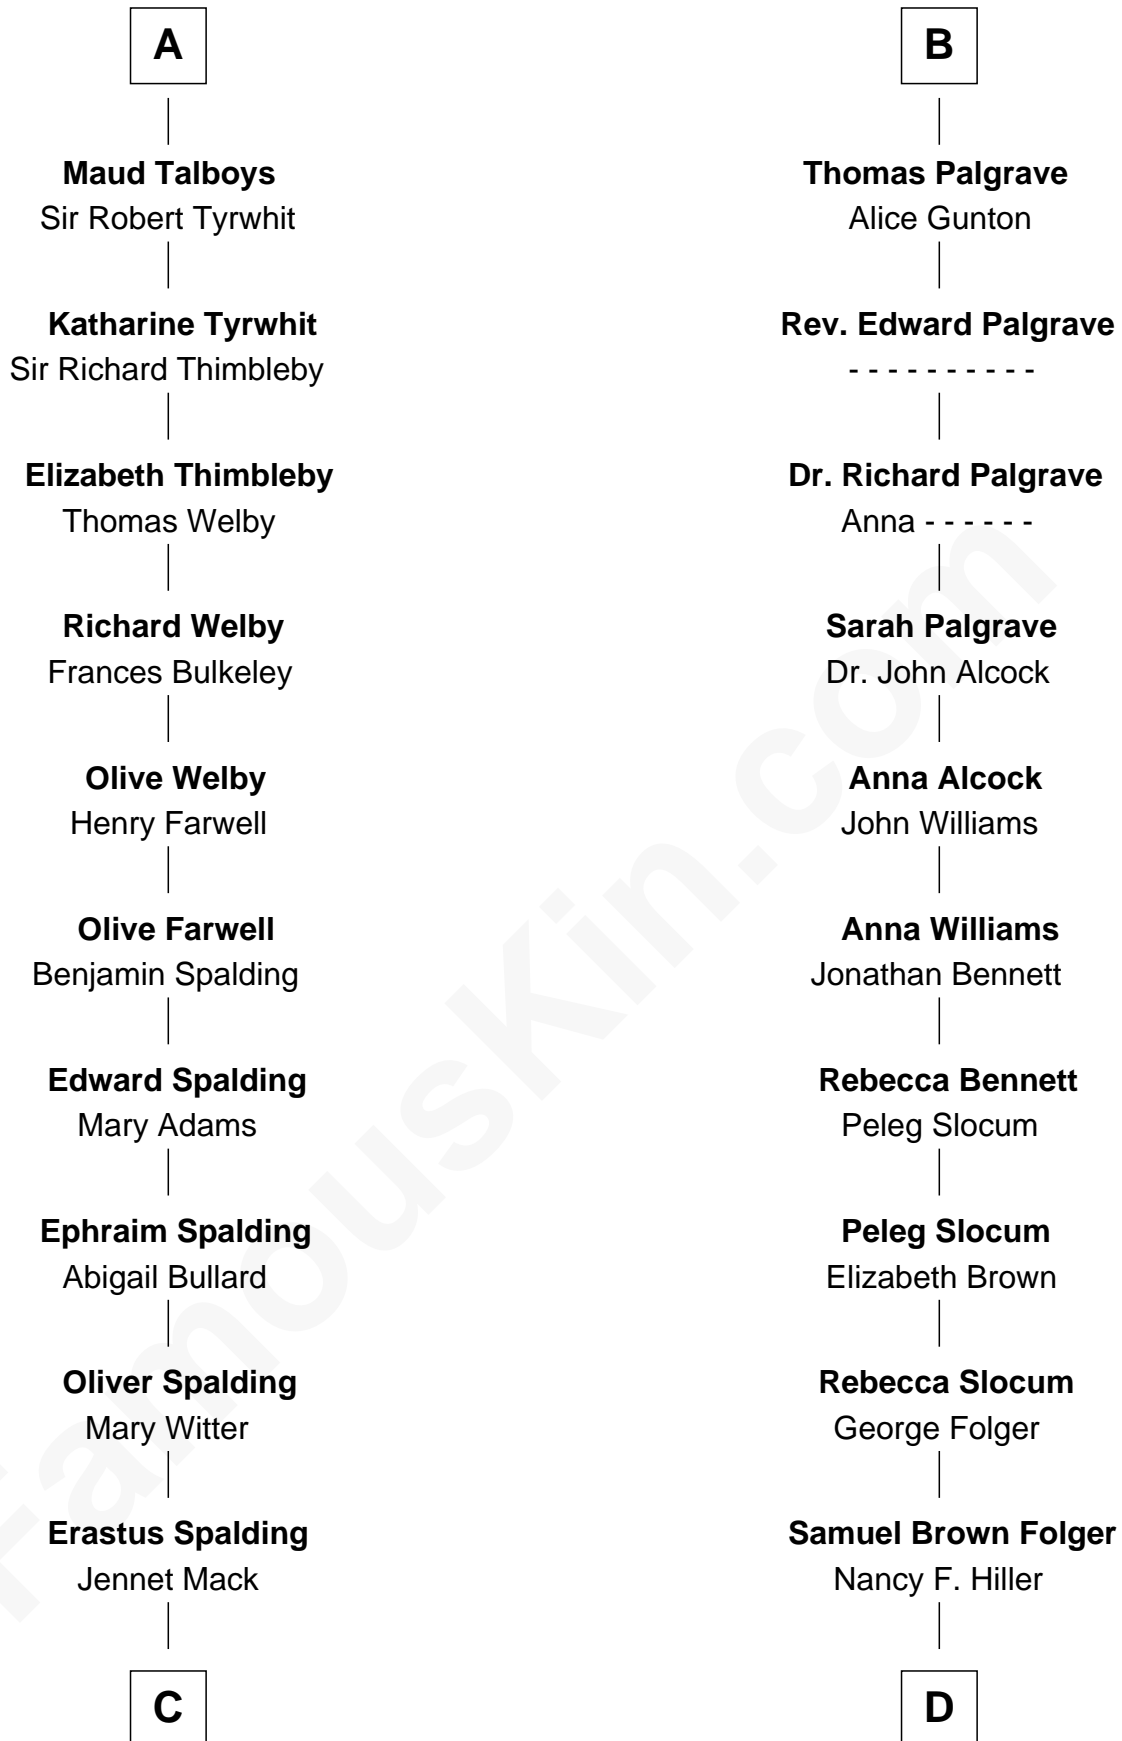 A
Maud Talboys
Sir Robert Tyrwhit
Katharine Tyrwhit
Sir Richard Thimbleby
Elizabeth Thimbleby
Thomas Welby
Richard Welby
Frances Bulkeley
Olive Welby
Henry Farwell
Olive Farwell
Benjamin Spalding
Edward Spalding
Mary Adams
Ephraim Spalding
Abigail Bullard
Oliver Spalding
Mary Witter
Erastus Spalding
Jennet Mack
C
B
Thomas Palgrave
Alice Gunton
Rev. Edward Palgrave
- - - - - - - - - -
Dr. Richard Palgrave
Anna - - - - - -
Sarah Palgrave
Dr. John Alcock
Anna Alcock
John Williams
Anna Williams
Jonathan Bennett
Rebecca Bennett
Peleg Slocum
Peleg Slocum
Elizabeth Brown
Rebecca Slocum
George Folger
Samuel Brown Folger
Nancy F. Hiller
D
FamousKin.com